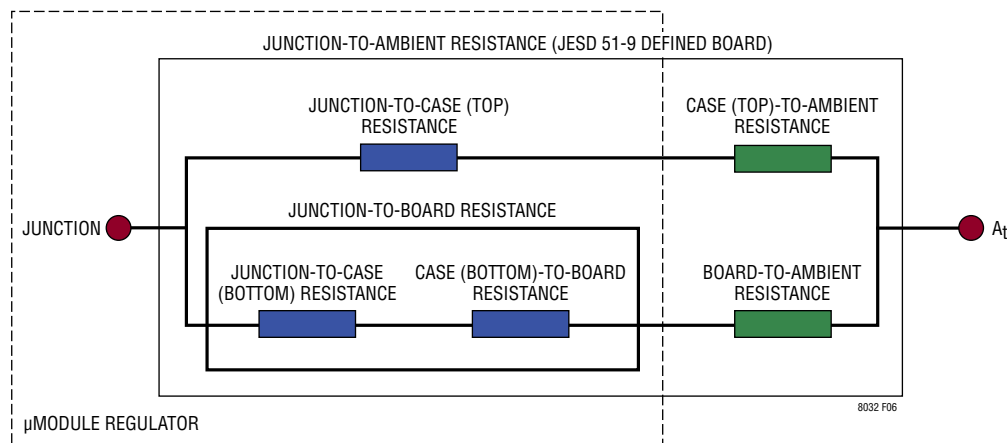 JUNCTION-TO-AMBIENT RESISTANCE (JESD 51-9 DEFINED BOARD)
JUNCTION-TO-CASE (TOP)
RESISTANCE
CASE (TOP)-TO-AMBIENT
RESISTANCE
JUNCTION
JUNCTION-TO-BOARD RESISTANCE
At
JUNCTION-TO-CASE
(BOTTOM) RESISTANCE
CASE (BOTTOM)-TO-BOARD
RESISTANCE
BOARD-TO-AMBIENT
RESISTANCE
8032 F06
µMODULE REGULATOR